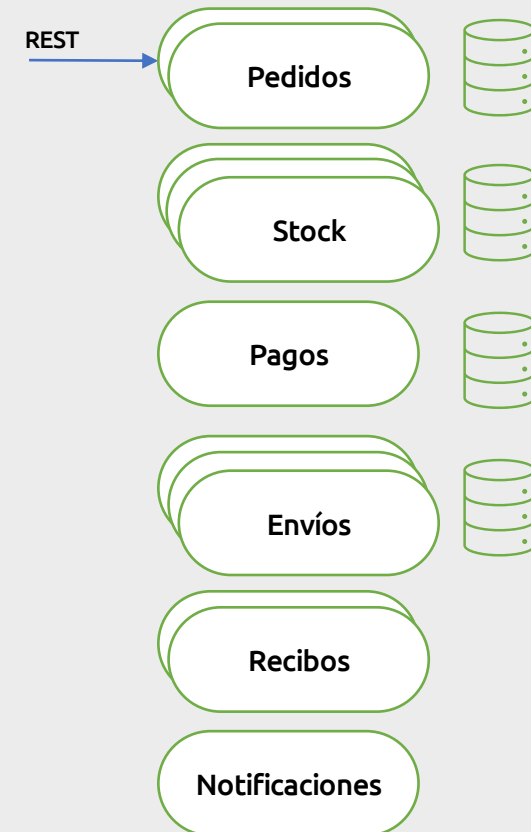 REST
Pedidos
Stock
Pagos
Envíos
Recibos
Notificaciones